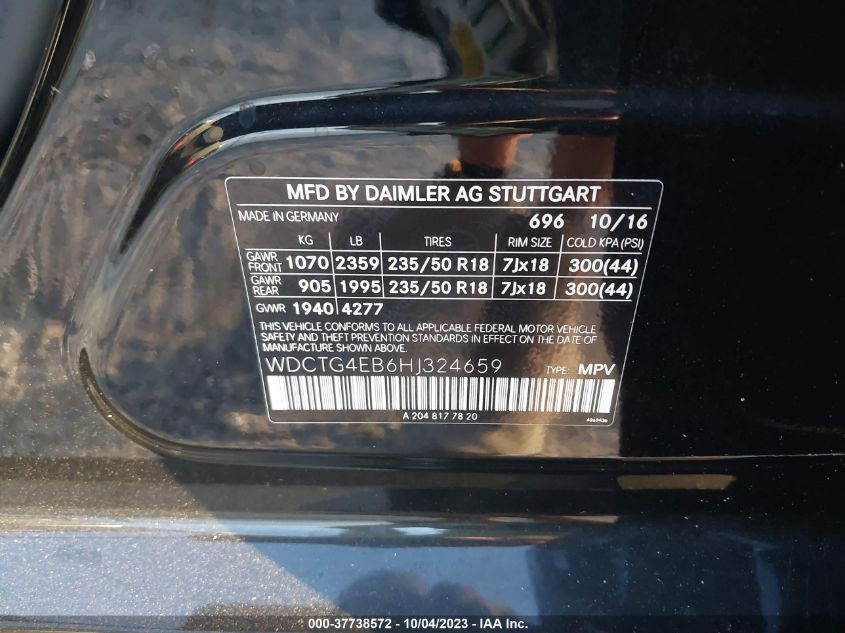 MFD BY DAIMLER AG STUTTGART
MADE IN GERMANY 696 10/16
KG LB TIRES RIM SIZE COLD KPA (PSI)
GAWR FRONT 1070 2359 235/50 R18 7Jx18 300(44)
GAWR REAR 905 1995 235/50 R18 7Jx18 300(44)
GVWR 1940 4277
THIS VEHICLE CONFORMS TO ALL APPLICABLE FEDERAL MOTOR VEHICLE
SAFETY AND THEFT PREVENTION STANDARDS IN EFFECT ON THE DATE OF
MANUFACTURE SHOWN ABOVE.
WDCTG4EB6HJ324659 TYPE: MPV
A 204 817 78 20
000-37738572 - 10/04/2023 - IAA Inc.